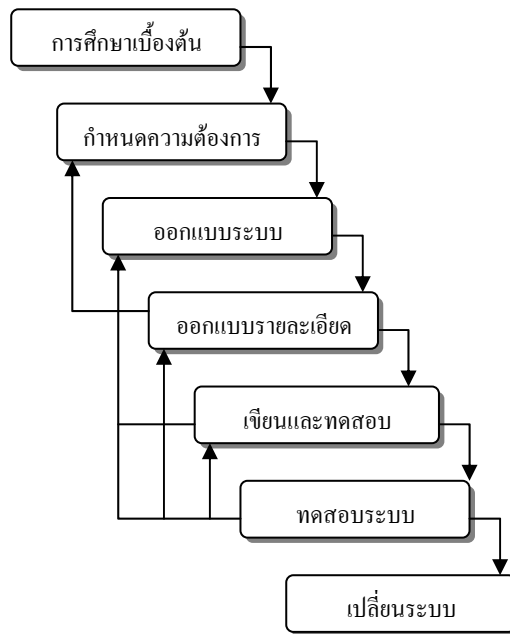 การศึกษาเบื้องต้น
กำหนดความต้องการ
ออกแบบระบบ
ออกแบบรายละเอียด
เขียนและทดสอบ
ทดสอบระบบ
เปลี่ยนระบบ